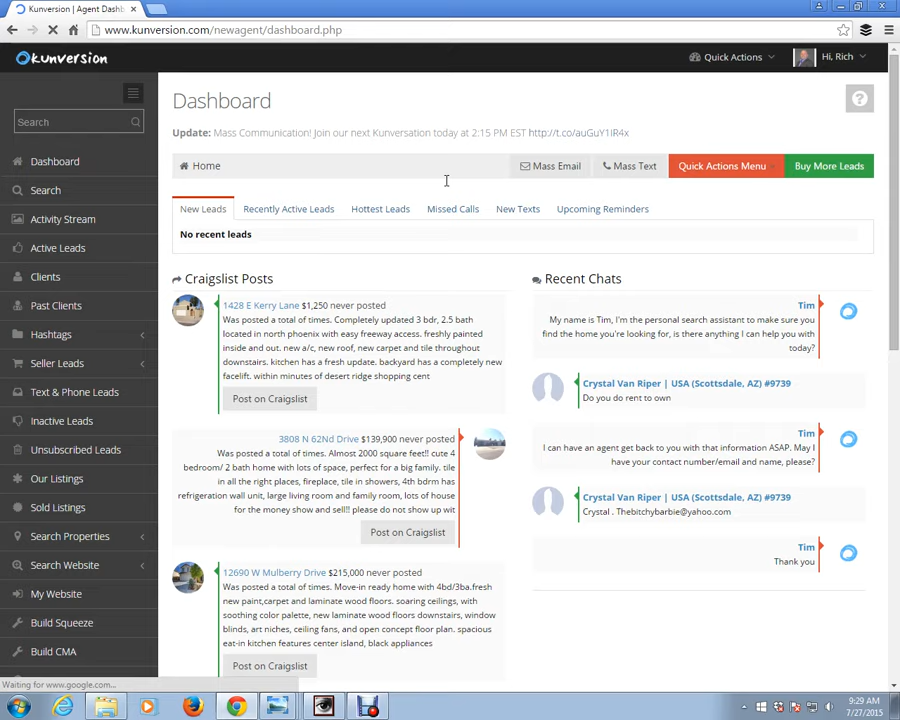 Kunversion | Agent Dashb
www.kunversion.com/newagent/dashboard.php
kunversion
Quick Actions
Hi, Rich
Search
Dashboard
Search
Activity Stream
Active Leads
Clients
Past Clients
Hashtags
Seller Leads
Text & Phone Leads
Inactive Leads
Unsubscribed Leads
Our Listings
Sold Listings
Search Properties
Search Website
My Website
Build Squeeze
Build CMA
Dashboard
Update: Mass Communication! Join our next Kunversation today at 2:15 PM EST http://t.co/auGuY1IR4x
Home
Mass Email
Mass Text
Quick Actions Menu
Buy More Leads
New Leads
Recently Active Leads
Hottest Leads
Missed Calls
New Texts
Upcoming Reminders
No recent leads
Craigslist Posts
1428 E Kerry Lane $1,250 never posted
Was posted a total of times. Completely updated 3 bdr, 2.5 bath
located in north phoenix with easy freeway access. freshly painted
inside and out. new a/c, new roof, new carpet and tile throughout
downstairs. kitchen has a fresh update. backyard has a completely new
facelift. within minutes of desert ridge shopping cent
Post on Craigslist
3808 N 62Nd Drive $139,900 never posted
Was posted a total of times. Almost 2000 square feet!! cute 4
bedroom/ 2 bath home with lots of space, perfect for a big family. tile
in all the right places, fireplace, tile in showers, 4th bdrm has
refrigeration wall unit, large living room and family room, lots of house
for the money show and sell!! please do not show up wit
Post on Craigslist
12690 W Mulberry Drive $215,000 never posted
Was posted a total of times. Move-in ready home with 4bd/3ba.fresh
new paint,carpet and laminate wood floors. soaring ceilings, with
soothing color palette, new laminate wood floors downstairs, window
blinds, art niches, ceiling fans, and open concept floor plan. spacious
eat-in kitchen features center island, black appliances
Post on Craigslist
Recent Chats
Tim
My name is Tim, I'm the personal search assistant to make sure you
find the home you're looking for, is there anything I can help you with
today?
Crystal Van Riper | USA (Scottsdale, AZ) #9739
Do you do rent to own
Tim
I can have an agent get back to you with that information ASAP. May I
have your contact number/email and name, please?
Crystal Van Riper | USA (Scottsdale, AZ) #9739
Crystal . Thebitchybarbie@yahoo.com
Tim
Thank you
Waiting for www.google.com...
9:29 AM
7/27/2015